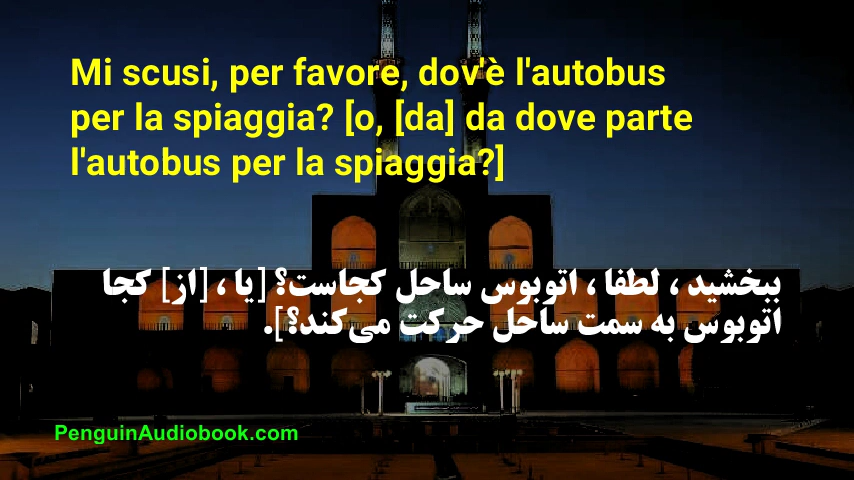 Mi scusi, per favore, dov'è l'autobus
per la spiaggia? [o, [da] da dove parte
l'autobus per la spiaggia?]
ببخشید ، لطفا ، اتوبوس ساحل کجاست؟ [یا ، [از] کجا
اتوبوس به سمت ساحل حرکت می‌کند؟].
PenguinAudiobook.com